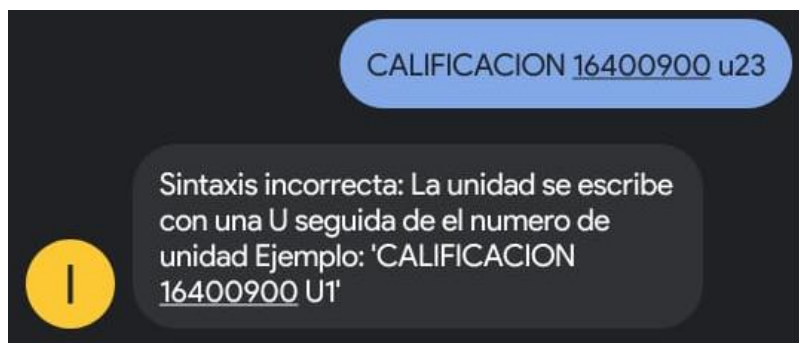 CALIFICACION 16400900 u23
Sintaxis incorrecta: La unidad se escribe
con una U seguida de el numero de
unidad Ejemplo: 'CALIFICACION
16400900 U1'
I